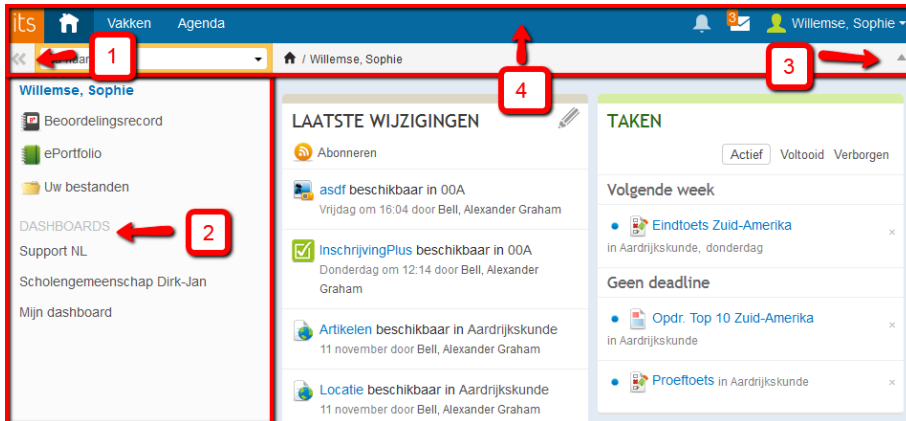 its Vakken Agenda 3 Willemse, Sophie
1 / Willemse, Sophie 3
4
Willemse, Sophie
Beoordelingsrecord
ePortfolio
Uw bestanden
DASHBOARDS 2
Support NL
Scholengemeenschap Dirk-Jan
Mijn dashboard
LAATSTE WIJZIGINGEN
Abonneren
asdf beschikbaar in 00A
Vrijdag om 16:04 door Bell, Alexander Graham
InschrijvingPlus beschikbaar in 00A
Donderdag om 12:14 door Bell, Alexander
Graham
Artikelen beschikbaar in Aardrijkskunde
11 november door Bell, Alexander Graham
Locatie beschikbaar in Aardrijkskunde
11 november door Bell, Alexander Graham
TAKEN
Actief Voltooid Verborgen
Volgende week
Eindtoets Zuid-Amerika
in Aardrijkskunde, donderdag
Geen deadline
Opdr. Top 10 Zuid-Amerika
in Aardrijkskunde
Proeftoets in Aardrijkskunde